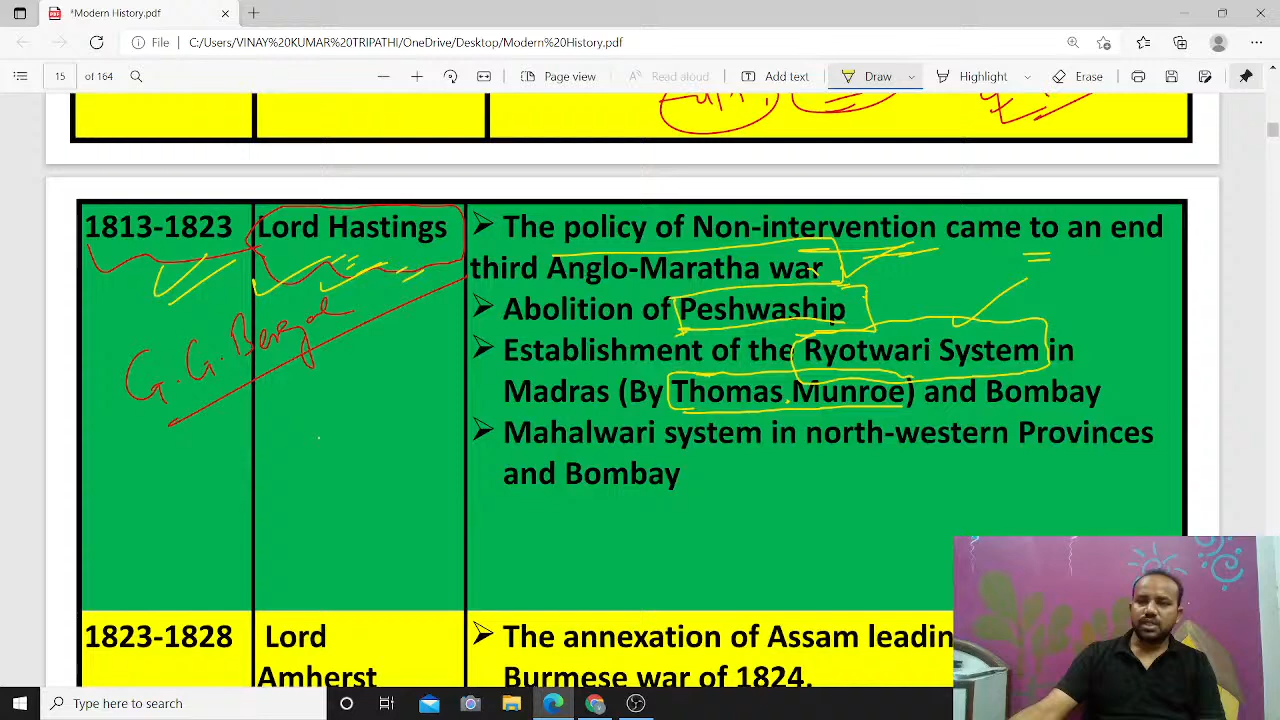 *Modern History.pdf
File
C:/Users/VINAY%20KUMAR%20TRIPATHI/OneDrive/Desktop/Modern%20History.pdf
15 of 164
Page view
Read aloud
Add text
Draw
Highlight
Erase
1813-1823
Lord Hastings
➢ The policy of Non-intervention came to an end
third Anglo-Maratha war
➢ Abolition of Peshwaship
➢ Establishment of the Ryotwari System in
Madras (By Thomas Munroe) and Bombay
➢ Mahalwari system in north-western Provinces
and Bombay
G.G. Bengal
1823-1828
Lord
Amherst
➢ The annexation of Assam leadin
Burmese war of 1824.
Type here to search